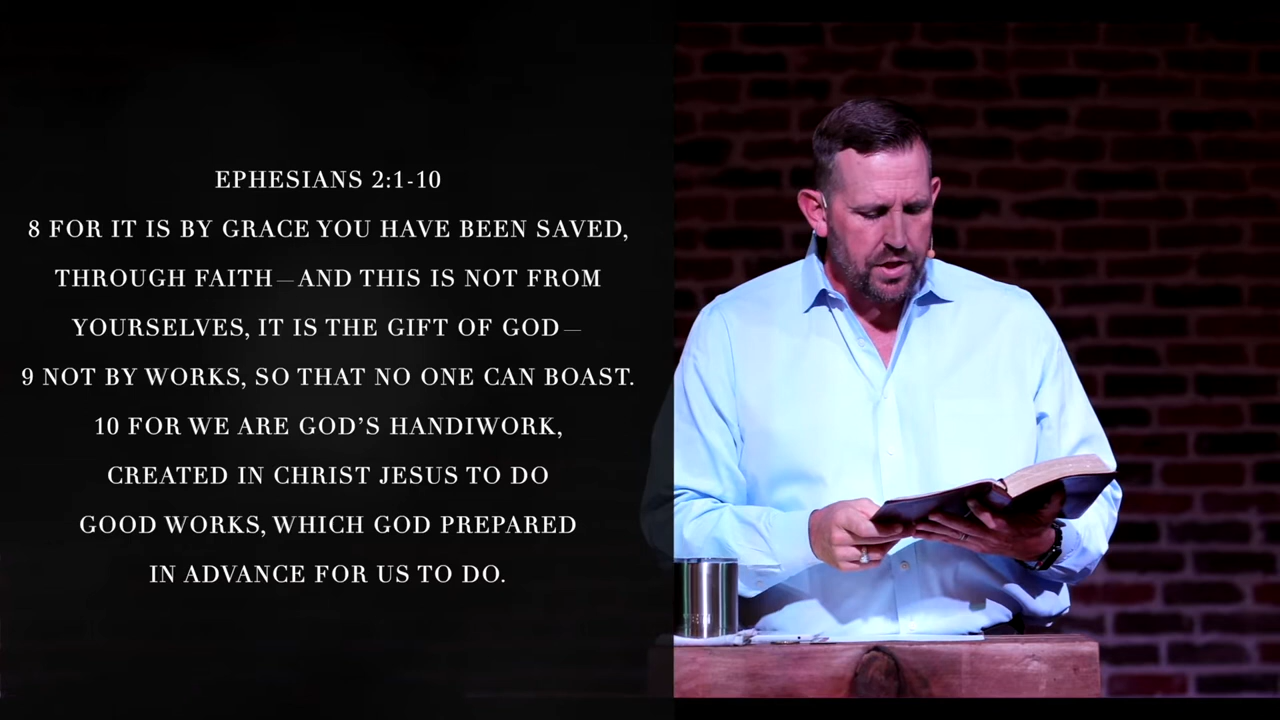 EPHESIANS 2:1-10
8 FOR IT IS BY GRACE YOU HAVE BEEN SAVED,
THROUGH FAITH—AND THIS IS NOT FROM
YOURSELVES, IT IS THE GIFT OF GOD—
9 NOT BY WORKS, SO THAT NO ONE CAN BOAST.
10 FOR WE ARE GOD’S HANDIWORK,
CREATED IN CHRIST JESUS TO DO
GOOD WORKS, WHICH GOD PREPARED
IN ADVANCE FOR US TO DO.